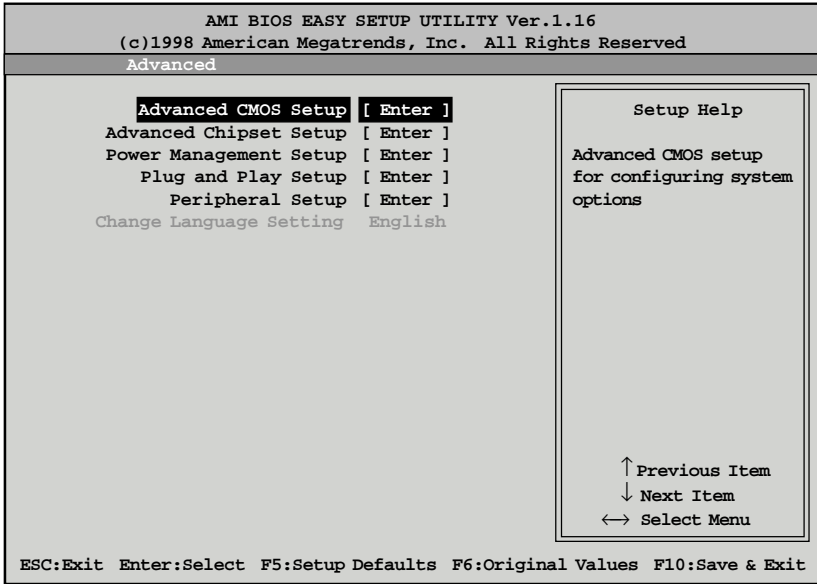 AMI BIOS EASY SETUP UTILITY Ver.1.16
(c)1998 American Megatrends, Inc. All Rights Reserved
Advanced
Advanced CMOS Setup [ Enter ]
Advanced Chipset Setup [ Enter ]
Power Management Setup [ Enter ]
Plug and Play Setup [ Enter ]
Peripheral Setup [ Enter ]
Change Language Setting English
Setup Help
Advanced CMOS setup
for configuring system
options
↑ Previous Item
↓ Next Item
↔ Select Menu
ESC:Exit Enter:Select F5:Setup Defaults F6:Original Values F10:Save & Exit